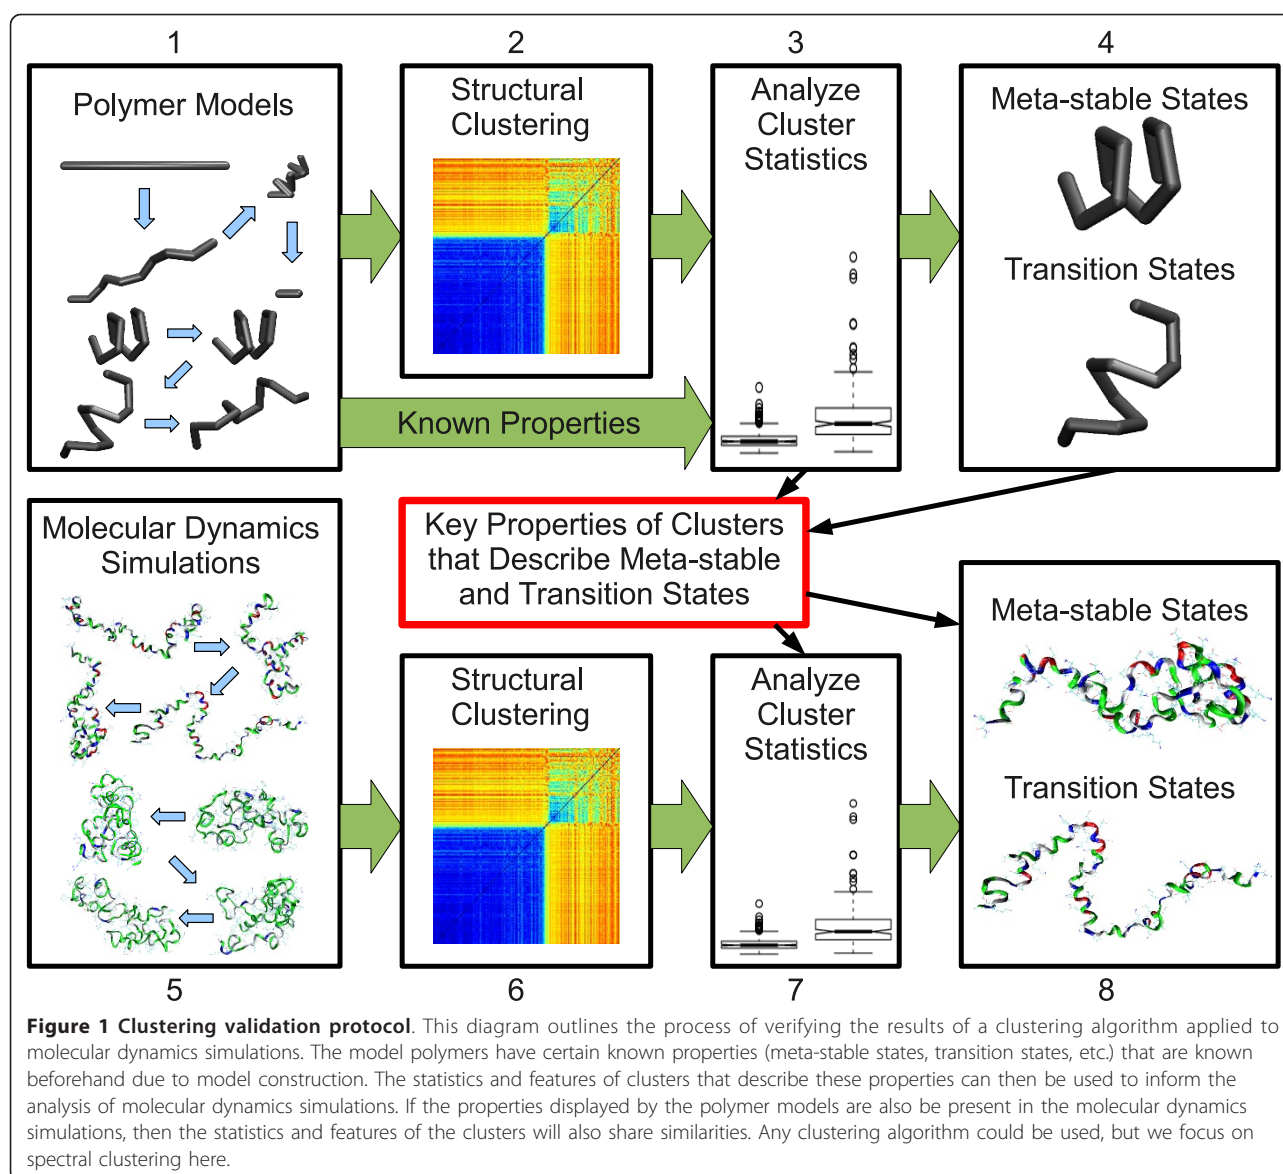 1
2
3
4
Polymer Models
Structural
Clustering
Analyze
Cluster
Statistics
Meta-stable States
Transition States
Known Properties
Key Properties of Clusters
that Describe Meta-stable
and Transition States
Molecular Dynamics
Simulations
Structural
Clustering
Analyze
Cluster
Statistics
Meta-stable States
Transition States
5
6
7
8
Figure 1 Clustering validation protocol. This diagram outlines the process of verifying the results of a clustering algorithm applied to
molecular dynamics simulations. The model polymers have certain known properties (meta-stable states, transition states, etc.) that are known
beforehand due to model construction. The statistics and features of clusters that describe these properties can then be used to inform the
analysis of molecular dynamics simulations. If the properties displayed by the polymer models are also be present in the molecular dynamics
simulations, then the statistics and features of the clusters will also share similarities. Any clustering algorithm could be used, but we focus on
spectral clustering here.